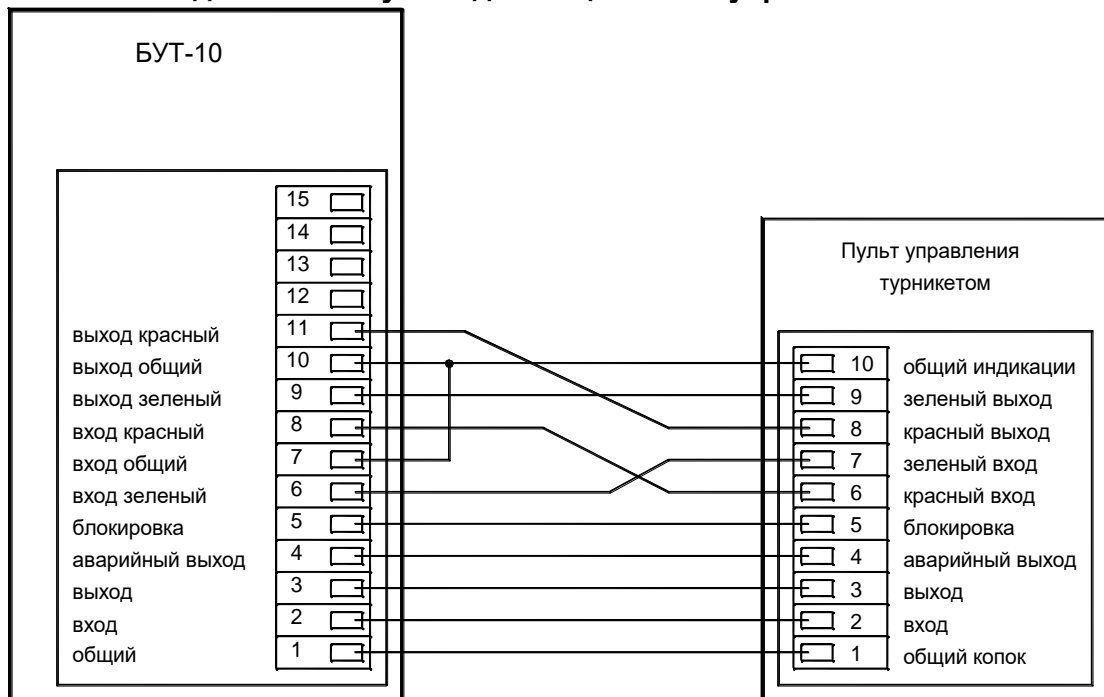 БУТ-10
15
14
13
12
выход красный 11
выход общий 10
выход зеленый 9
вход красный 8
вход общий 7
вход зеленый 6
блокировка 5
аварийный выход 4
выход 3
вход 2
общий 1
Пульт управления
турникетом
10 общий индикации
9 зеленый выход
8 красный выход
7 зеленый вход
6 красный вход
5 блокировка
4 аварийный выход
3 выход
2 вход
1 общий копок